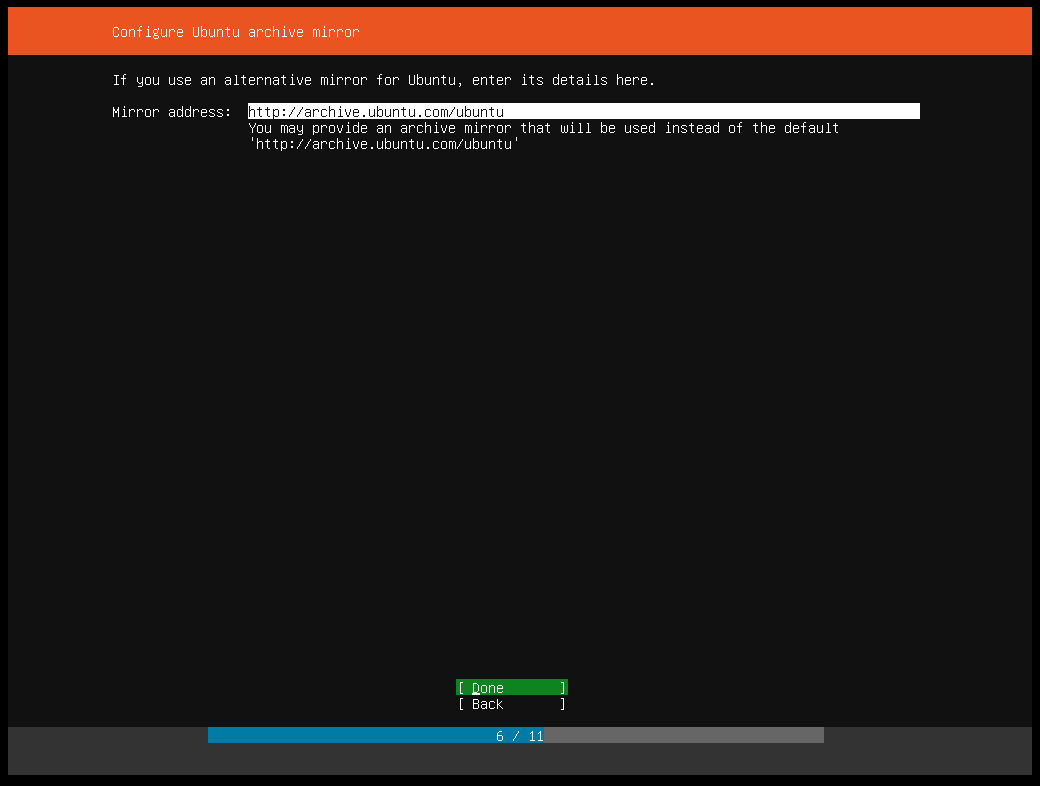 Configure Ubuntu archive mirror
If you use an alternative mirror for Ubuntu, enter its details here.
Mirror address: http://archive.ubuntu.com/ubuntu
You may provide an archive mirror that will be used instead of the default
'http://archive.ubuntu.com/ubuntu'
[ Done ]
[ Back ]
6 / 11